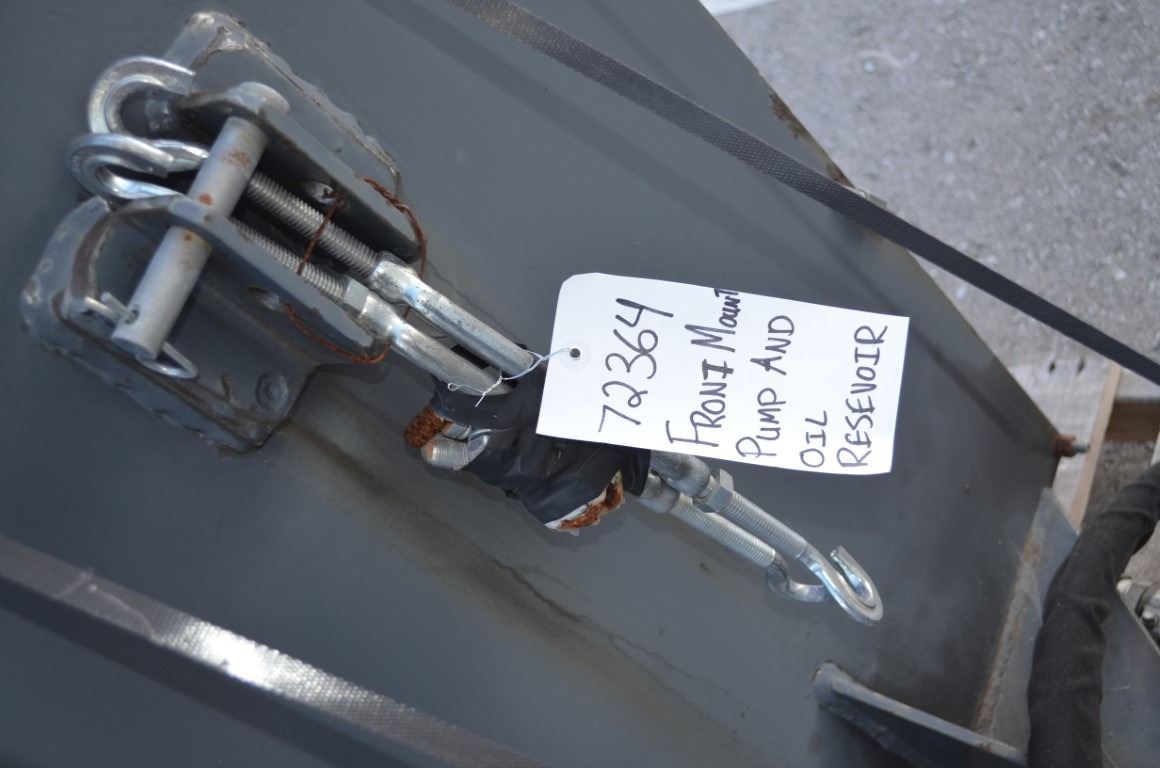 72364
FRONT MOUNT
PUMP AND
OIL
RESEVOIR